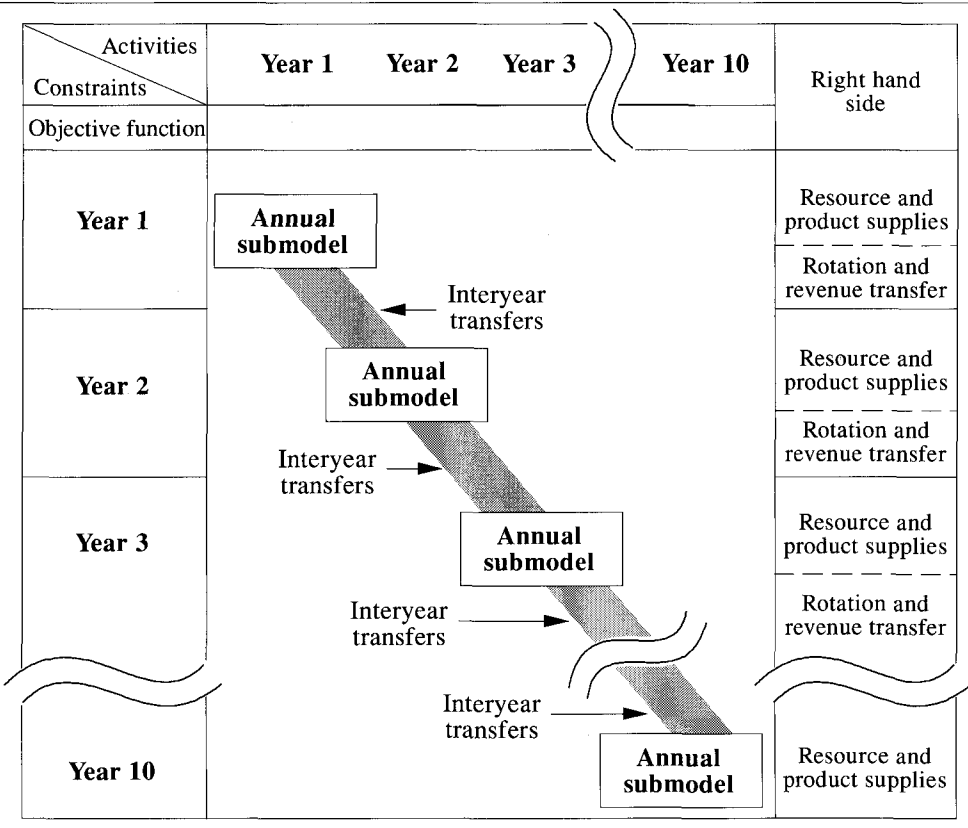 Activities
Constraints
Year 1
Year 2
Year 3
Year 10
Right hand
side
Objective function
Year 1
Annual
submodel
Resource and
product supplies
Rotation and
revenue transfer
Interyear
transfers
Year 2
Annual
submodel
Resource and
product supplies
Rotation and
revenue transfer
Interyear
transfers
Year 3
Annual
submodel
Resource and
product supplies
Rotation and
revenue transfer
Interyear
transfers
Interyear
transfers
Year 10
Annual
submodel
Resource and
product supplies